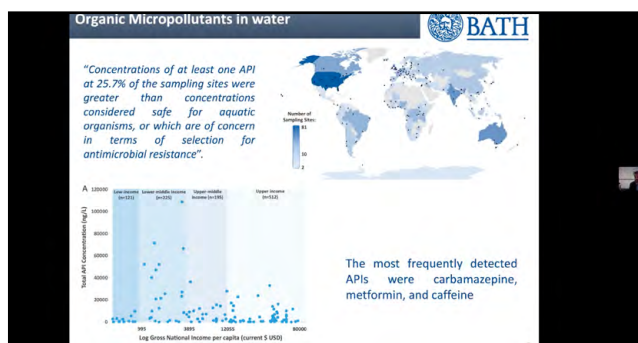 Organic Micropollutants in water
BATH
"Concentrations of at least one API
at 25.7% of the sampling sites were
greater than concentrations
considered safe for aquatic
organisms, or which are of concern
in terms of selection for
antimicrobial resistance".
Number of
Sampling Sites:
81
10
2
A
Low-income
(n=121)
Lower-middle income
(n=225)
Upper-middle
income (n=195)
Upper income
(n=512)
Total API Concentration (ng/L)
120000
100000
80000
60000
40000
20000
0
995
3895
12055
80000
Log Gross National Income per capita (current $ USD)
The most frequently detected
APIs were carbamazepine,
metformin, and caffeine